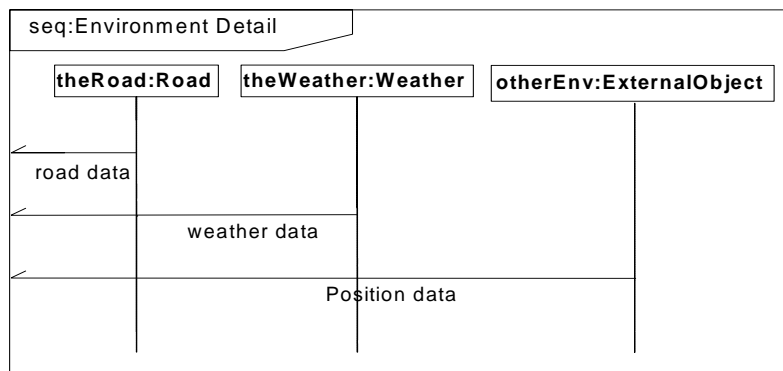 seq:Environment Detail
theRoad:Road
theWeather:Weather
otherEnv:ExternalObject
road data
weather data
Position data